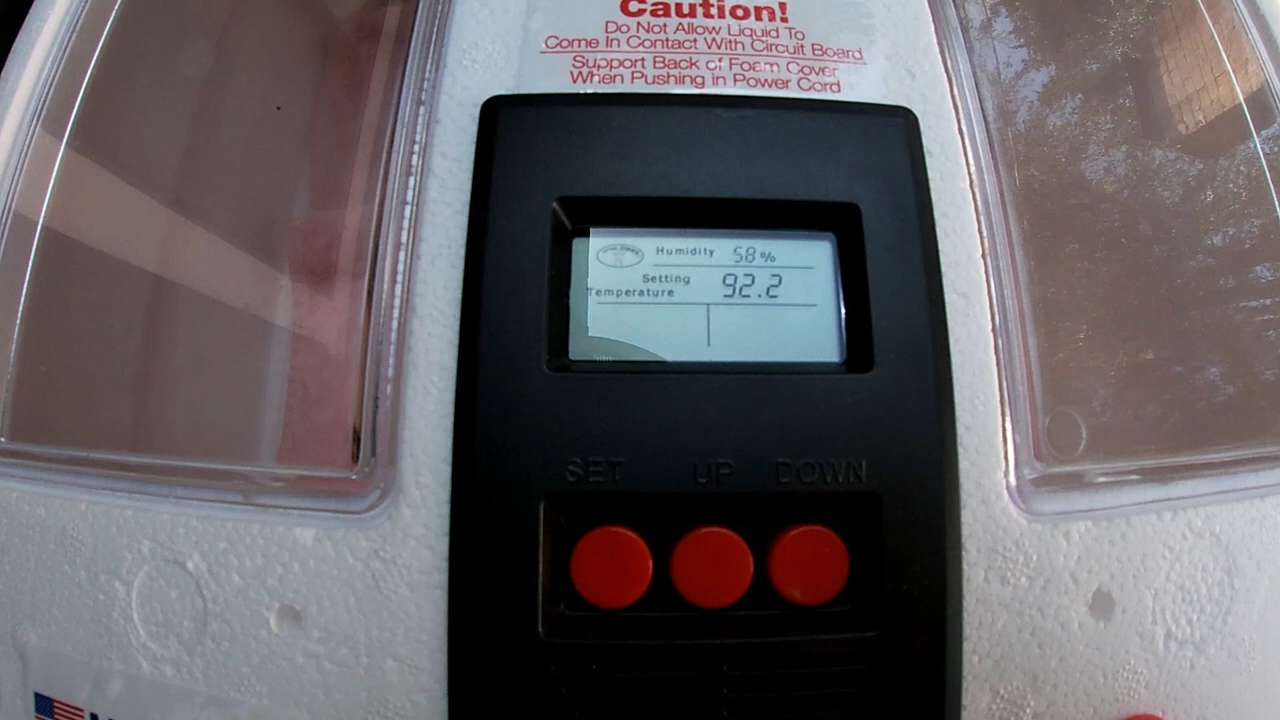 Caution!
Do Not Allow Liquid To
Come In Contact With Circuit Board
Support Back of Foam Cover
When Pushing in Power Cord
Humidity 58%
Setting
Temperature 92.2
SET UP DOWN